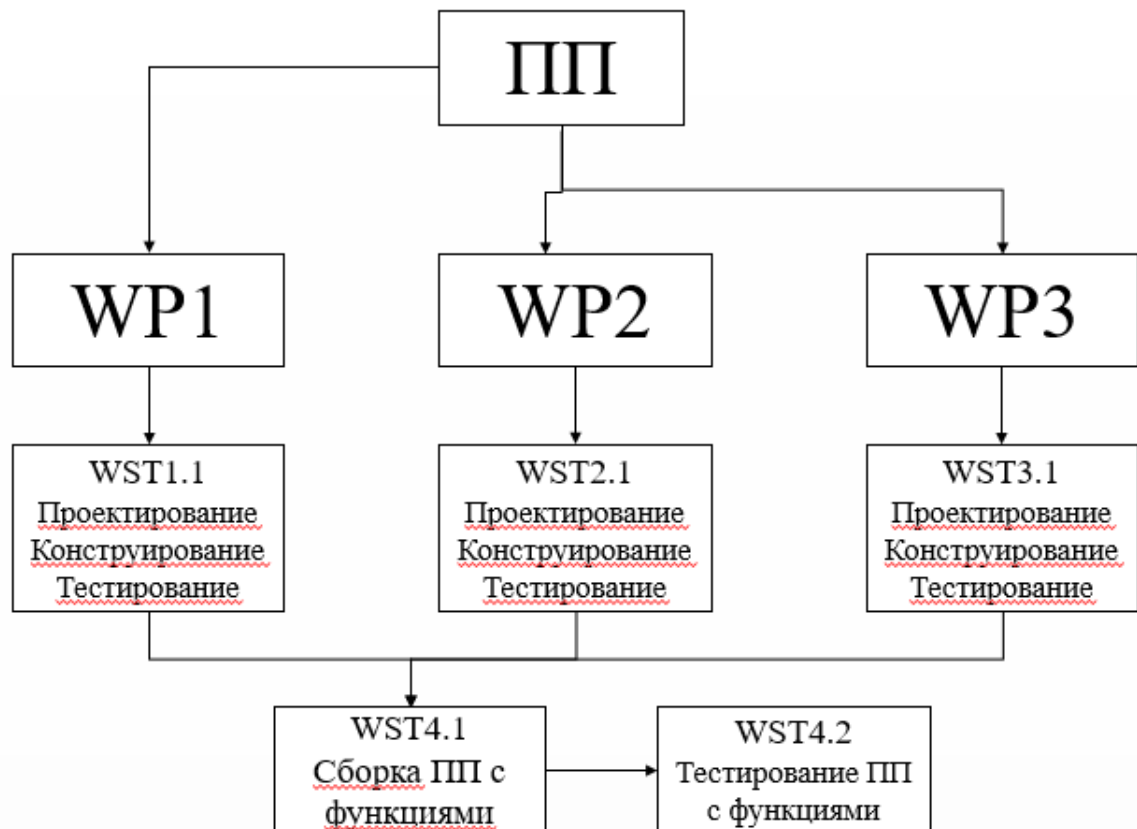 ПП
WP1
WP2
WP3
WST1.1
Проектирование
Конструирование
Тестирование
WST2.1
Проектирование
Конструирование
Тестирование
WST3.1
Проектирование
Конструирование
Тестирование
WST4.1
Сборка ПП с
функциями
WST4.2
Тестирование ПП
с функциями